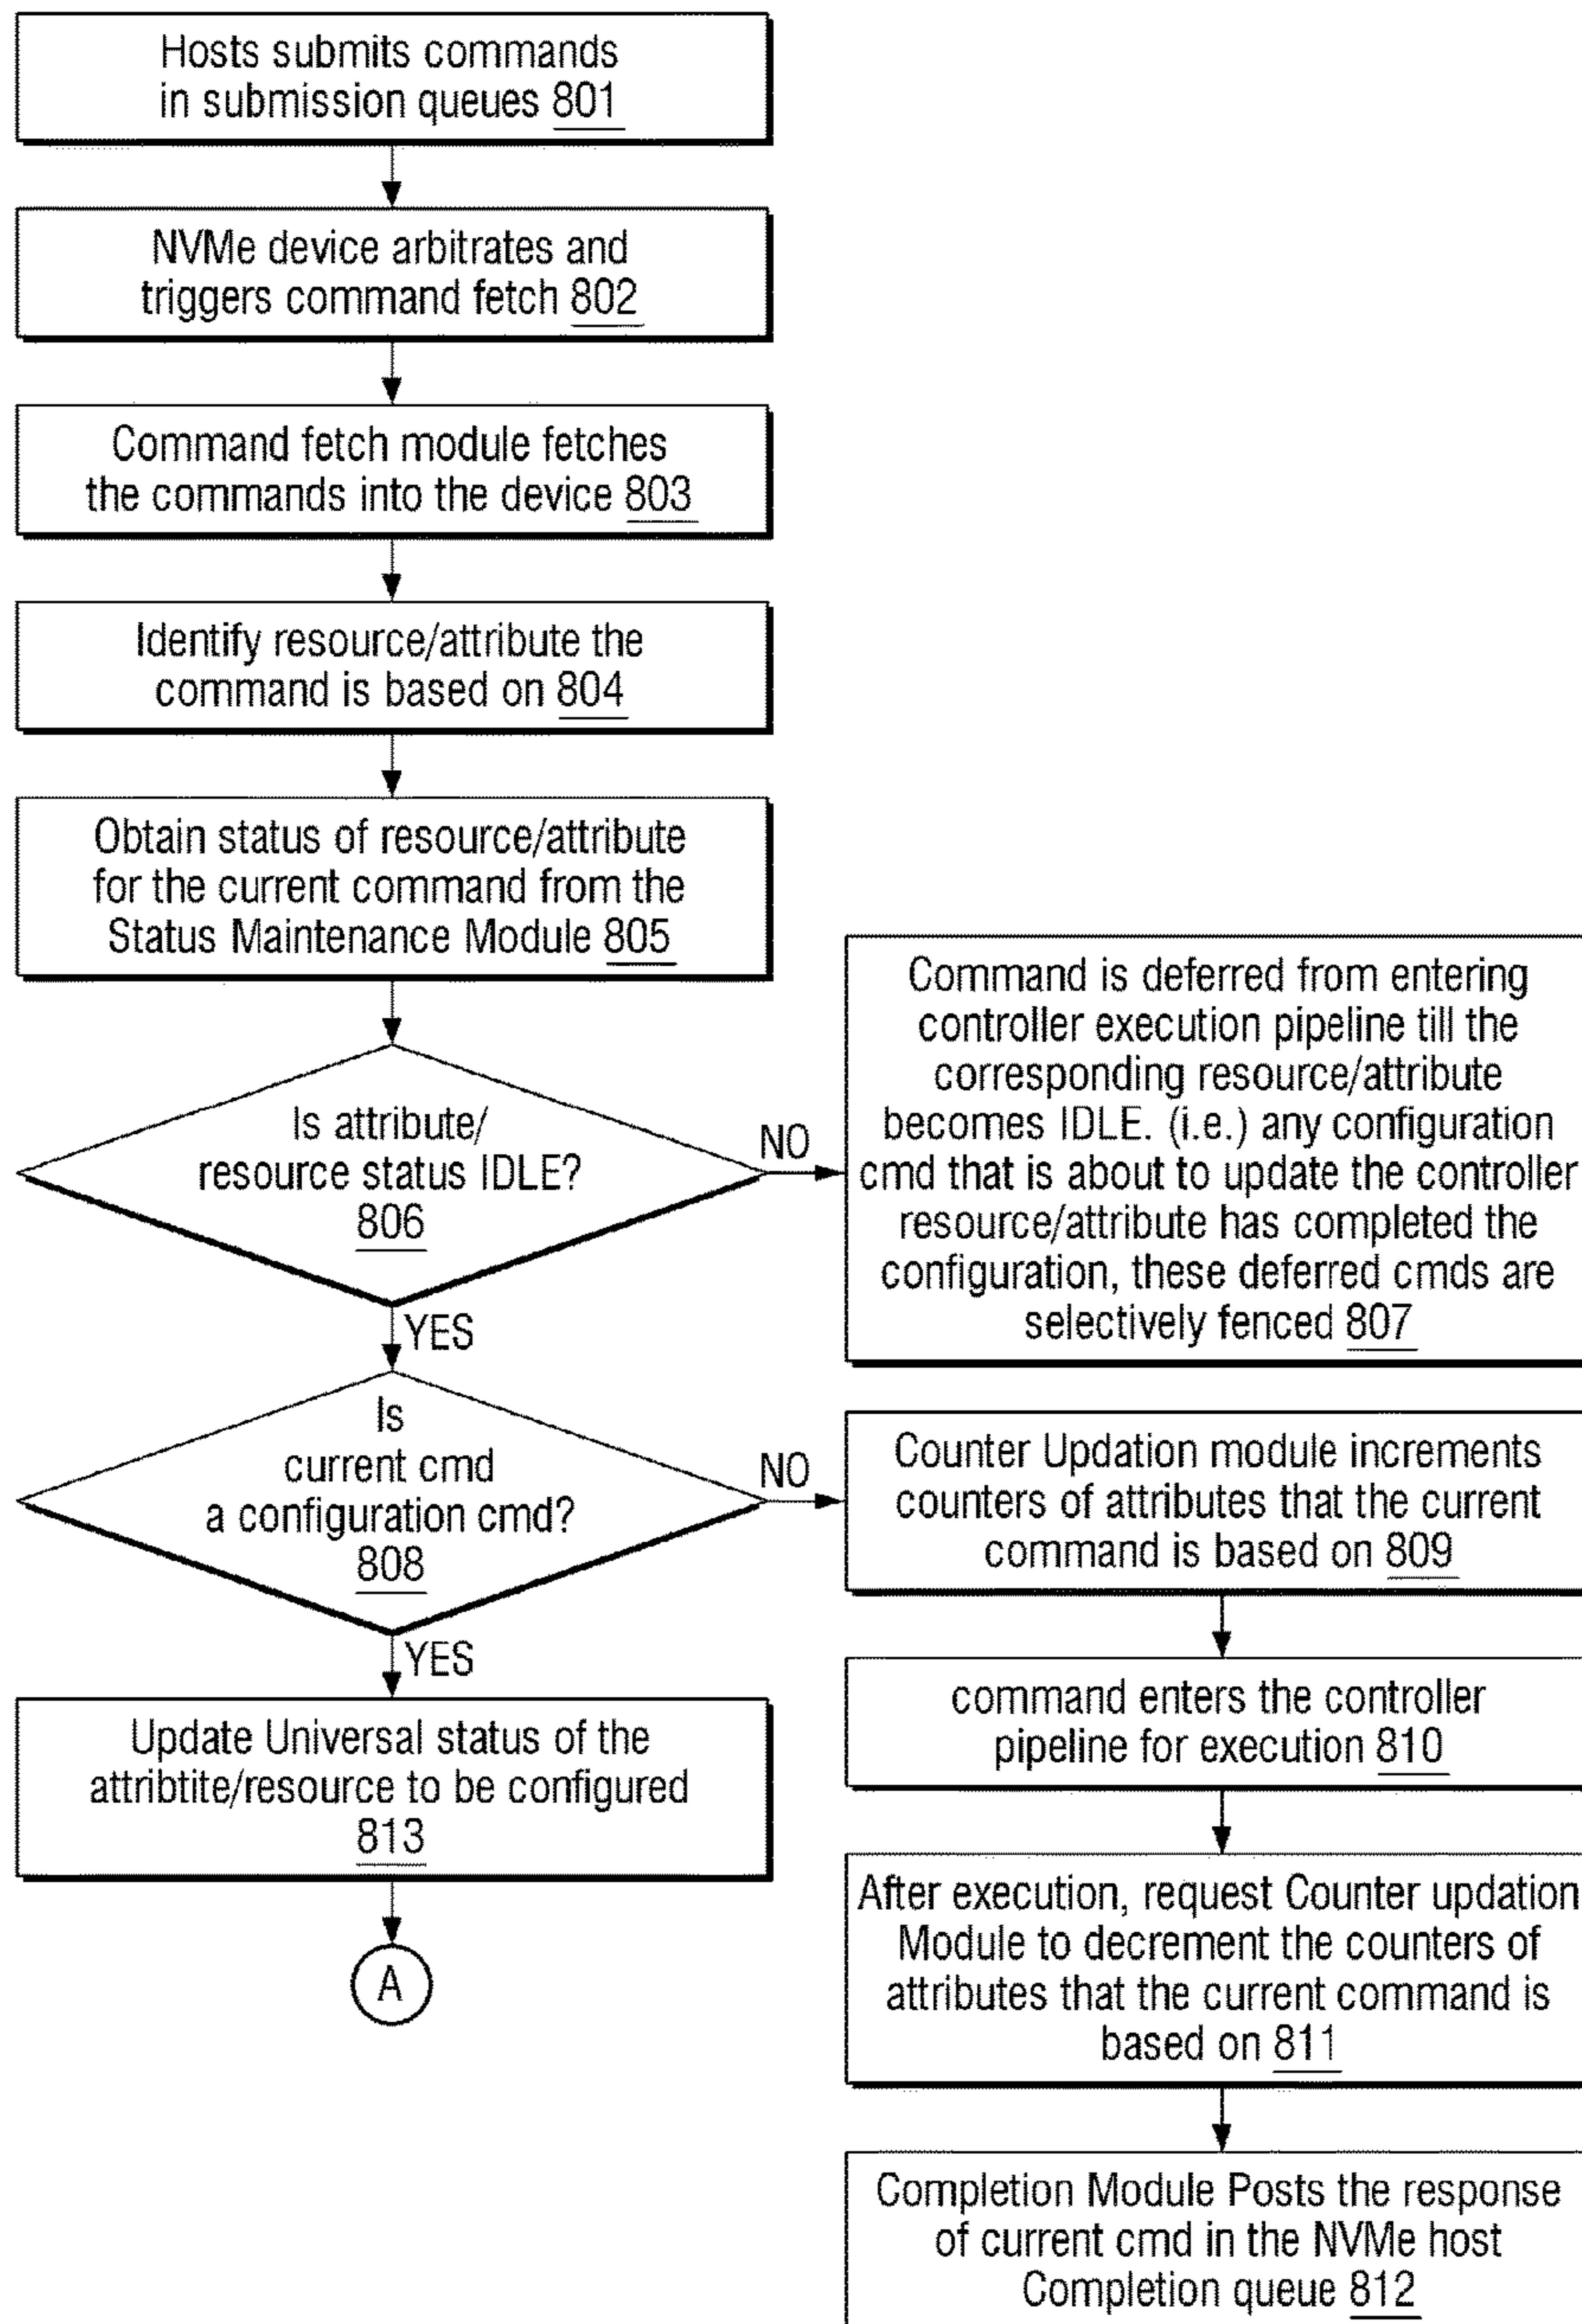 Hosts submits commands
in submission queues 801
NVMe device arbitrates and
triggers command fetch 802
Command fetch module fetches
the commands into the device 803
Identify resource/attribute the
command is based on 804
Obtain status of resource/attribute
for the current command from the
Status Maintenance Module 805
Is attribute/
resource status IDLE?
806
NO
Command is deferred from entering
controller execution pipeline till the
corresponding resource/attribute
becomes IDLE. (i.e.) any configuration
cmd that is about to update the controller
resource/attribute has completed the
configuration, these deferred cmds are
selectively fenced 807
YES
Is
current cmd
a configuration cmd?
808
NO
Counter Updation module increments
counters of attributes that the current
command is based on 809
command enters the controller
pipeline for execution 810
After execution, request Counter updation
Module to decrement the counters of
attributes that the current command is
based on 811
Completion Module Posts the response
of current cmd in the NVMe host
Completion queue 812
YES
Update Universal status of the
attribtite/resource to be configured
813
A